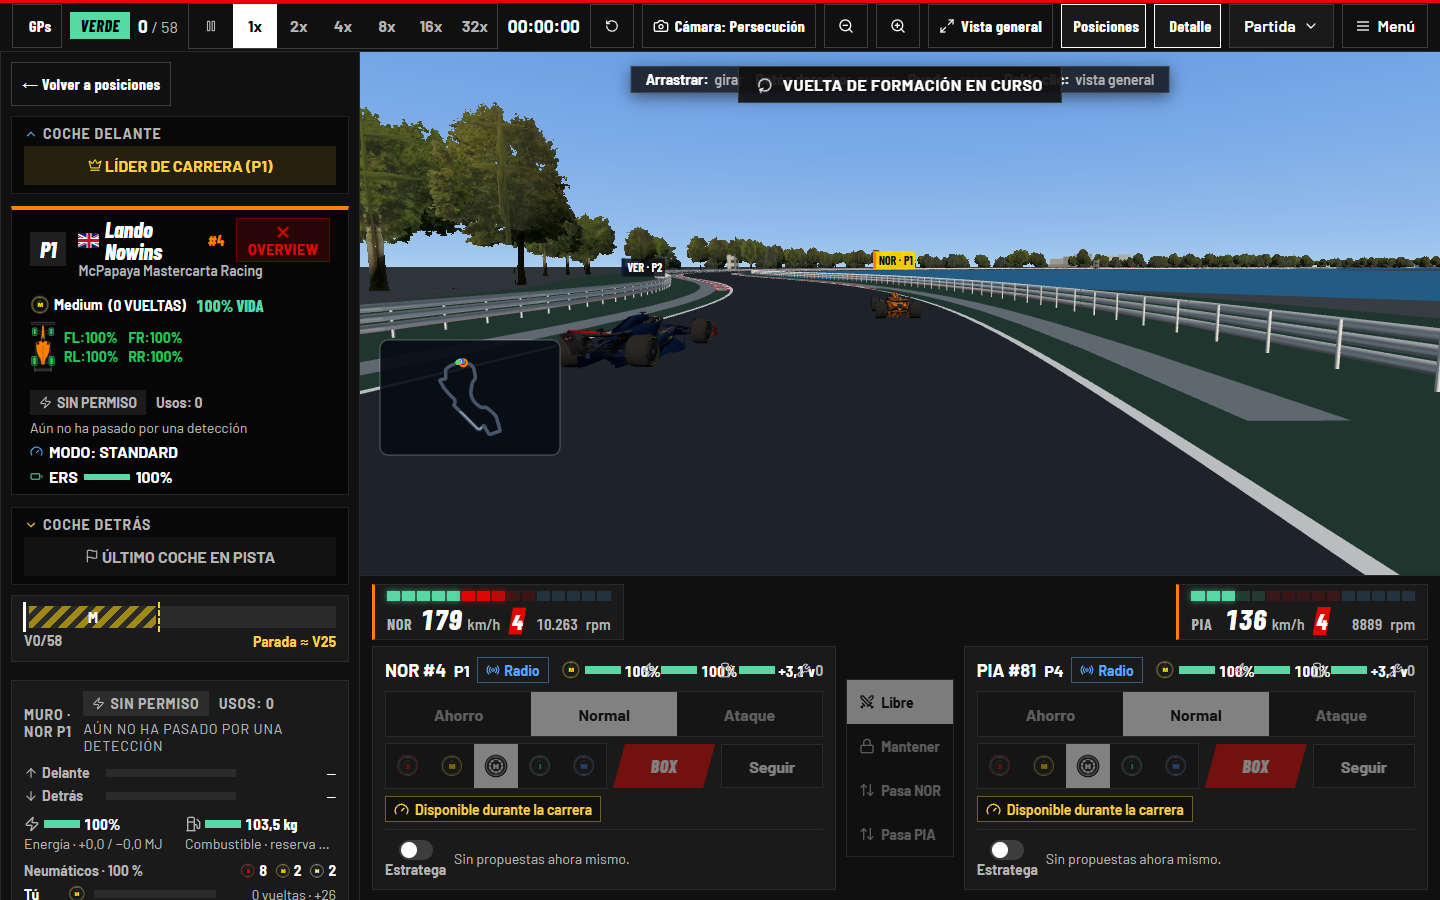 GPs
VERDE
0 / 58
1x
2x
4x
8x
16x
32x
00:00:00
Cámara: Persecución
Vista general
Posiciones
Detalle
Partida
Menú
← Volver a posiciones
COCHE DELANTE
LÍDER DE CARRERA (P1)
P1
Lando Nowins
#4
OVERVIEW
McPapaya Mastercarta Racing
M
Medium (0 VUELTAS) 100% VIDA
FL:100% FR:100%
RL:100% RR:100%
SIN PERMISO
Usos: 0
Aún no ha pasado por una detección
MODO: STANDARD
ERS 100%
COCHE DETRÁS
ÚLTIMO COCHE EN PISTA
M
V0/58
Parada ≈ V25
MURO · NOR P1
SIN PERMISO
USOS: 0
AÚN NO HA PASADO POR UNA
DETECCIÓN
Delante –
Detrás –
100%
103,5 kg
Energía · +0,0 / −0,0 MJ
Combustible · reserva ...
Neumáticos · 100 %
8
M 2
H 2
Tú
M
0 vueltas · +26
Arrastrar: girar
: vista general
VUELTA DE FORMACIÓN EN CURSO
VER · P2
NOR · P1
NOR 179 km/h 4 10.263 rpm
PIA 136 km/h 4 8889 rpm
NOR #4 P1
Radio
M
100%
100%
+3,1v0
Ahorro
Normal
Ataque
S
M
H
I
W
BOX
Seguir
Disponible durante la carrera
Estratega
Sin propuestas ahora mismo.
Libre
Mantener
Pasa NOR
Pasa PIA
PIA #81 P4
Radio
M
100%
100%
Ahorro
Normal
Ataque
S
M
H
I
W
BOX
Seguir
Disponible durante la carrera
Estratega
Sin propuestas ahora mismo.